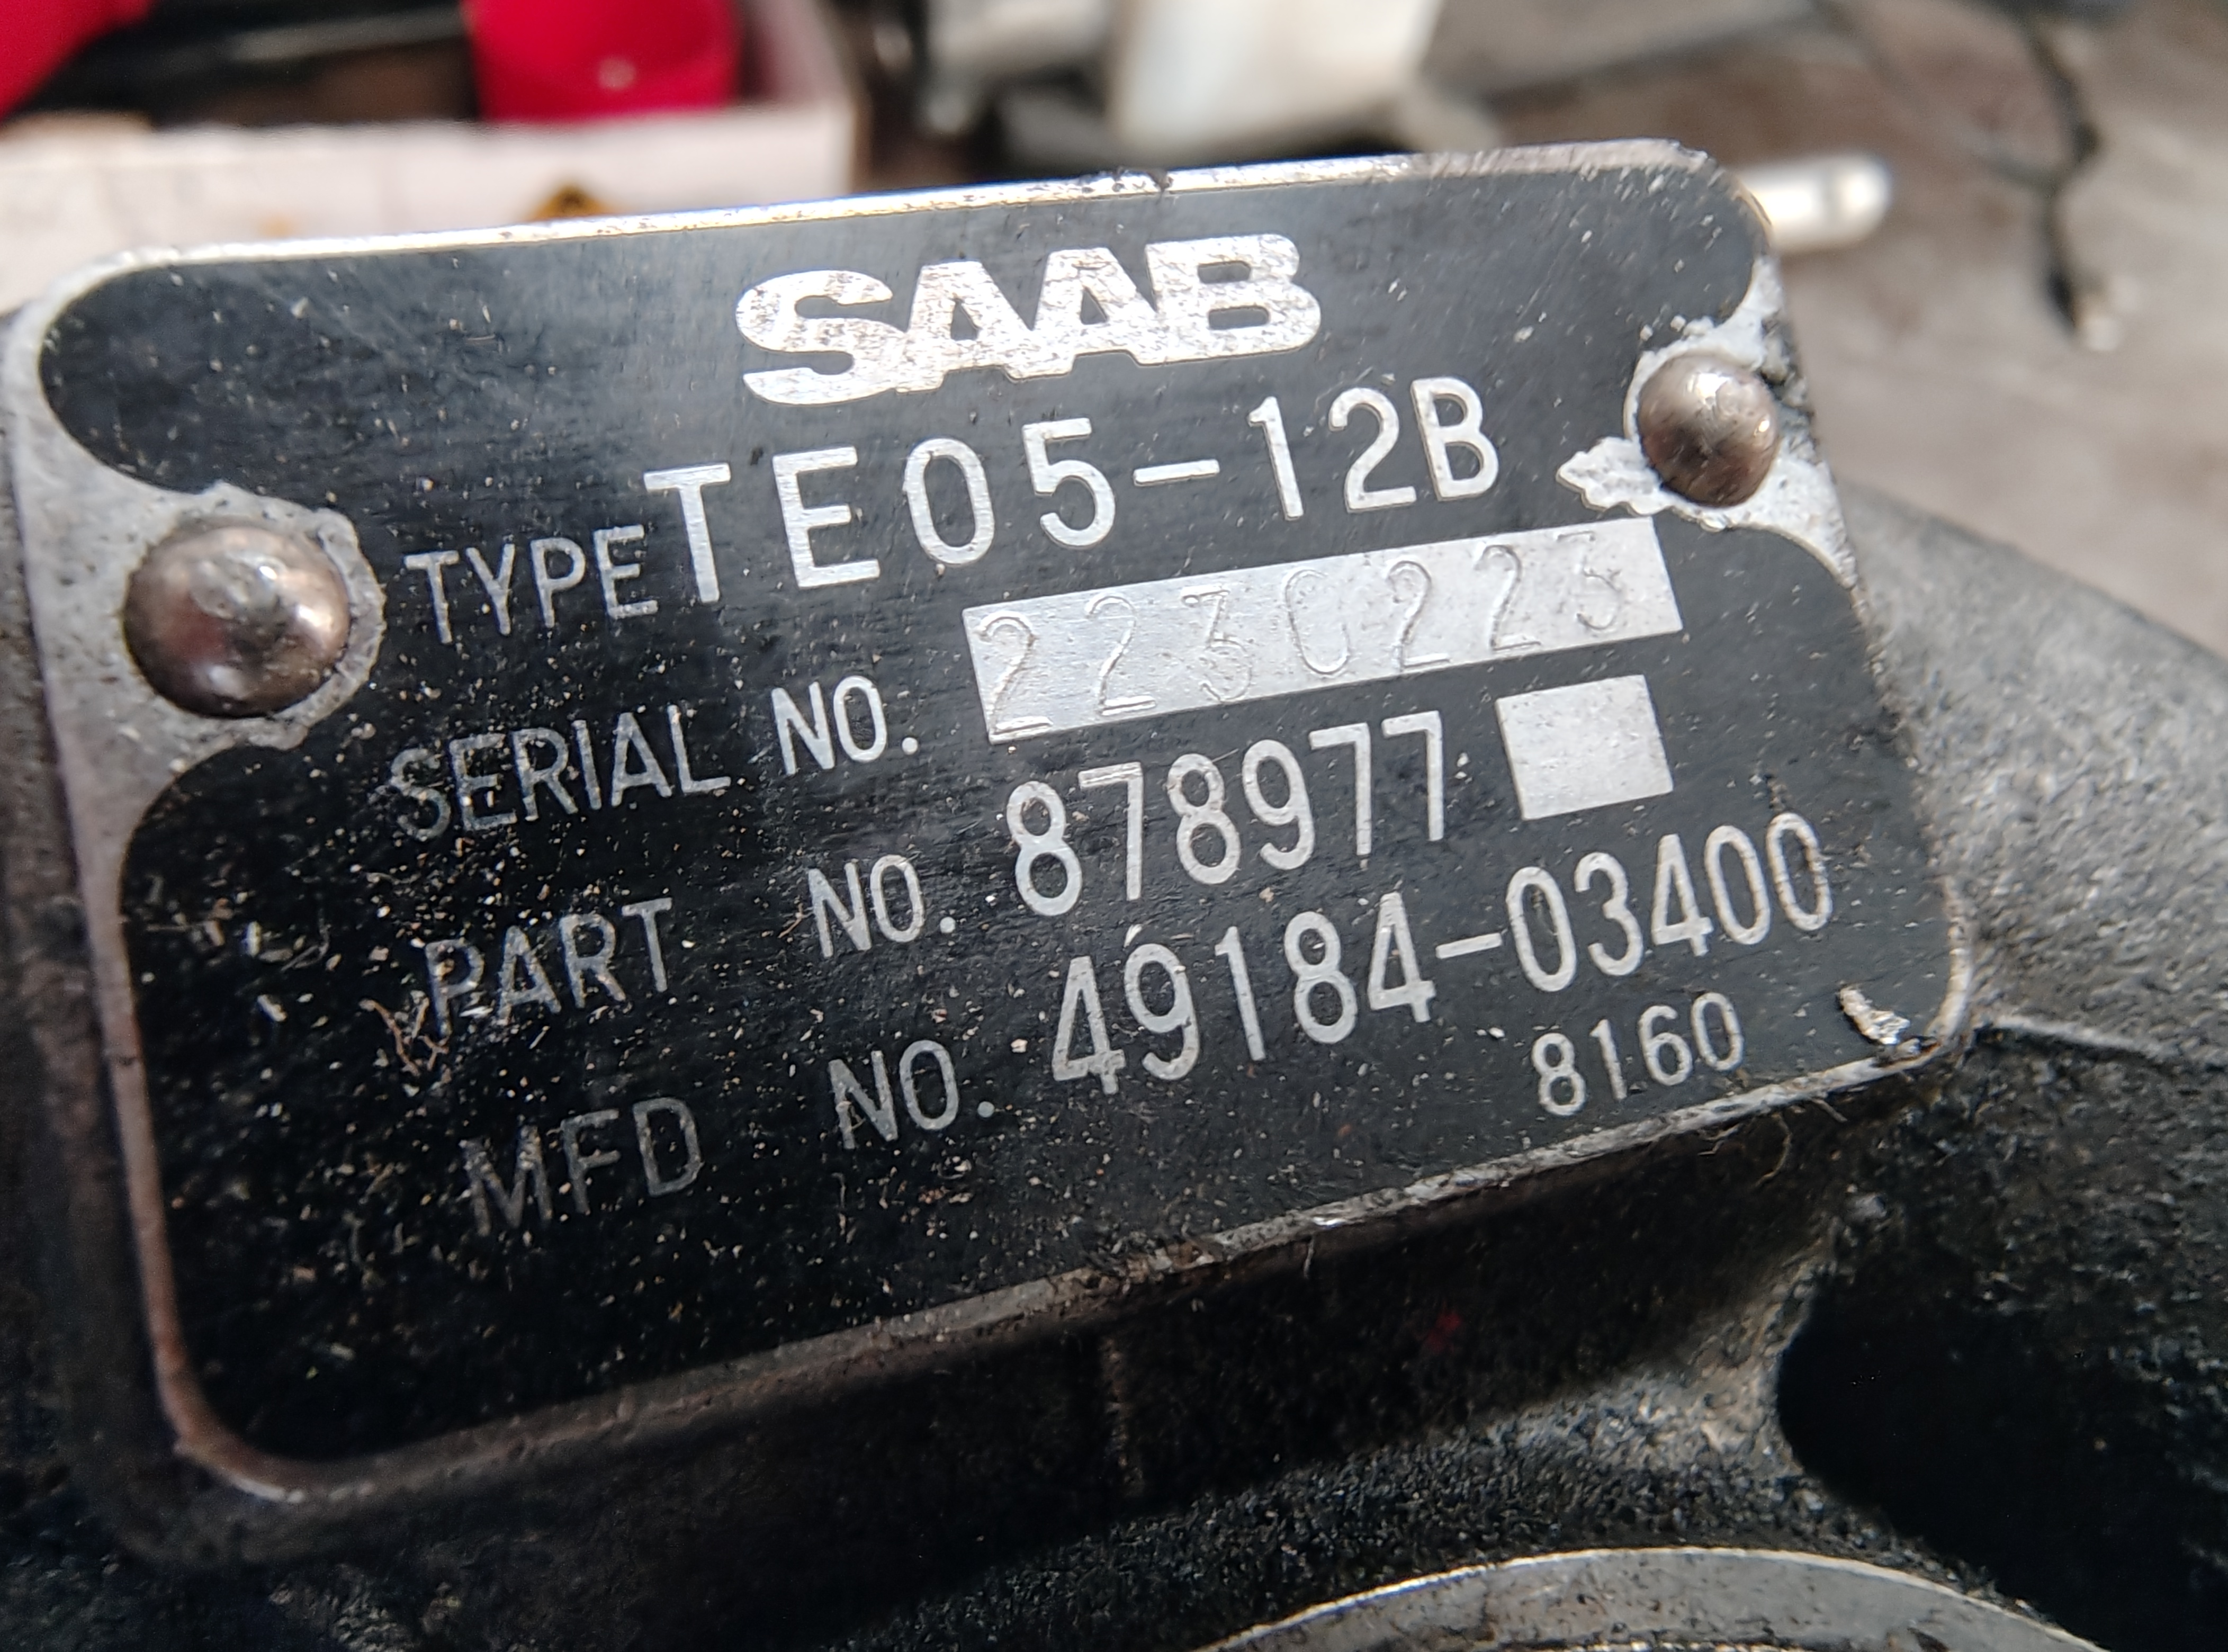 SAAB
TYPE TE05-12B
SERIAL NO. 2230223
PART NO. 878977
MFD NO. 49184-03400
8160